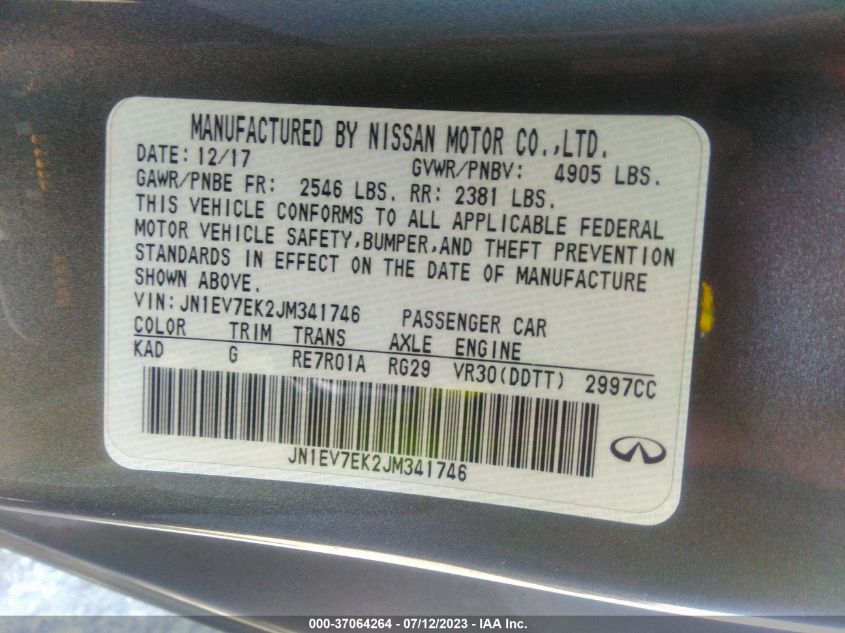 MANUFACTURED BY NISSAN MOTOR CO.,LTD.
DATE: 12/17 GVWR/PNBV: 4905 LBS.
GAWR/PNBE FR: 2546 LBS. RR: 2381 LBS.
THIS VEHICLE CONFORMS TO ALL APPLICABLE FEDERAL
MOTOR VEHICLE SAFETY,BUMPER,AND THEFT PREVENTION
STANDARDS IN EFFECT ON THE DATE OF MANUFACTURE
SHOWN ABOVE.
VIN:JN1EV7EK2JM341746 PASSENGER CAR
COLOR TRIM TRANS AXLE ENGINE
KAD G RE7R01A RG29 VR30(DDTT) 2997CC
JN1EV7EK2JM341746
000-37064264 - 07/12/2023 - IAA Inc.